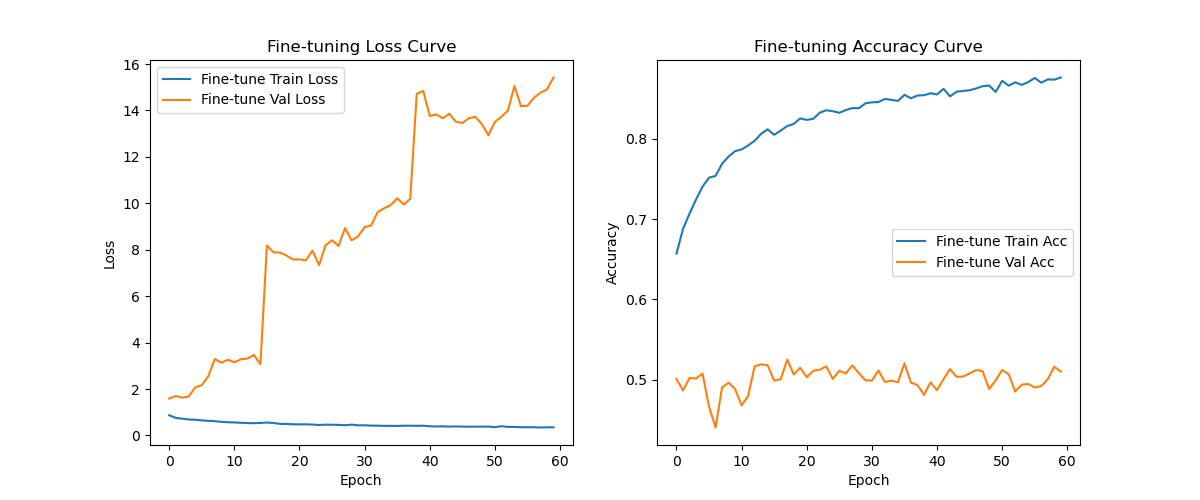 Fine-tuning Loss Curve
Fine-tune Train Loss
Fine-tune Val Loss
16
14
12
10
8
6
4
2
0
Loss
0 10 20 30 40 50 60
Epoch
Fine-tuning Accuracy Curve
0.8
0.7
0.6
0.5
Accuracy
Fine-tune Train Acc
Fine-tune Val Acc
0 10 20 30 40 50 60
Epoch